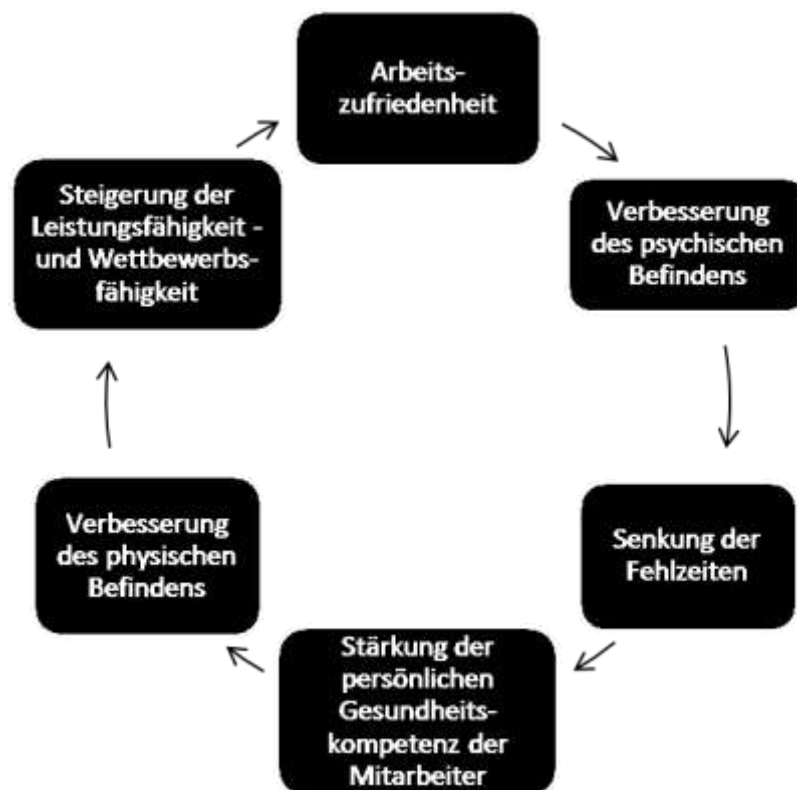 Arbeits-
zufriedenheit
Verbesserung
des psychischen
Befindens
Senkung der
Fehlzeiten
Stärkung der
persönlichen
Gesundheits-
kompetenz der
Mitarbeiter
Verbesserung
des physischen
Befindens
Steigerung der
Leistungsfähigkeit -
und Wettbewerbs-
fähigkeit